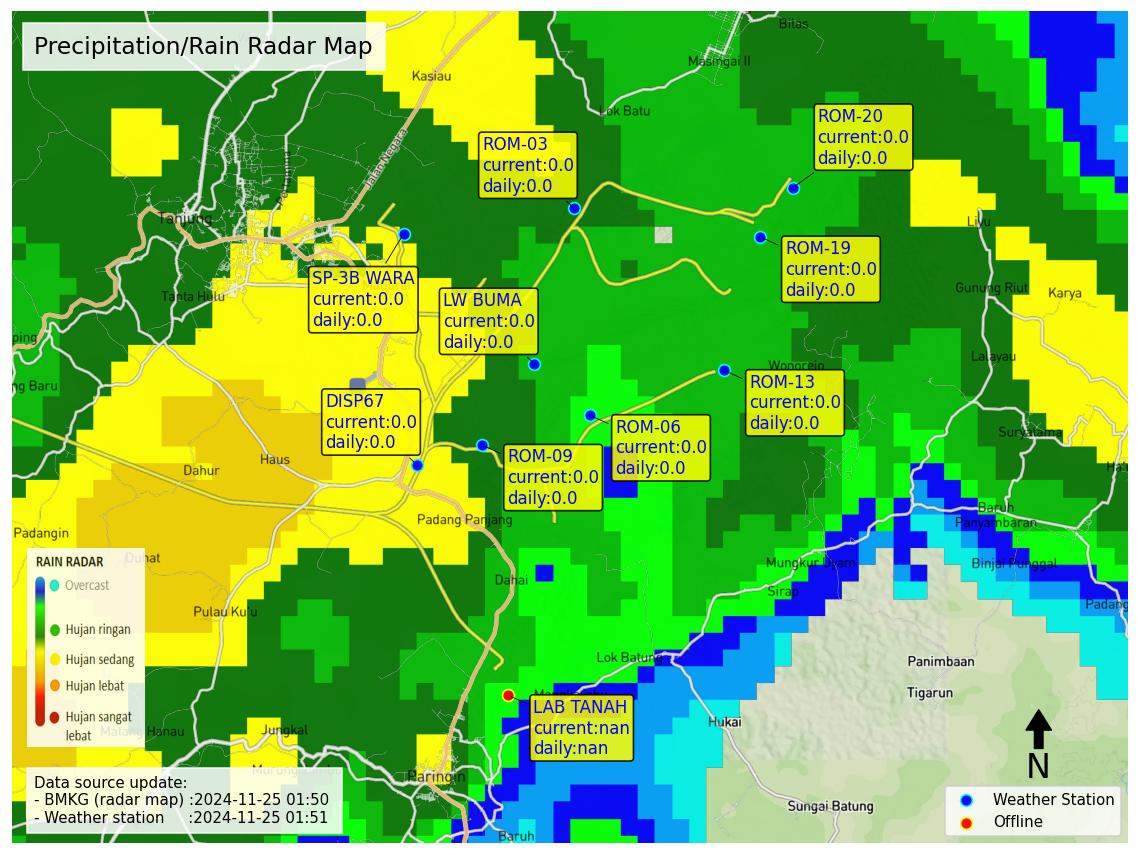 Precipitation/Rain Radar Map
Bitas
Masingai II
Kasiau
Lok Batu
Jalan Negara
Tanjung
Tanta Hulu
Liyu
Gunung Riut
Karya
Lalayau
Wonorejo
Suryatama
ROM-03
current:0.0
daily:0.0
ROM-20
current:0.0
daily:0.0
ROM-19
current:0.0
daily:0.0
SP-3B WARA
current:0.0
daily:0.0
LW BUMA
current:0.0
daily:0.0
ROM-13
current:0.0
daily:0.0
DISP67
current:0.0
daily:0.0
ROM-06
current:0.0
daily:0.0
ROM-09
current:0.0
daily:0.0
ping
ng Baru
Haus
Dahur
Padangin
Padang Panjang
Dahai
Baruh
Panyambaran
Mungkur Uyam
Binjai Punggal
Sirap
Padang
Pulau Ku'u
Lok Batung
Panimbaan
Tigarun
Hukai
LAB TANAH
current:nan
daily:nan
Jungkal
Paringin
Sungai Batung
Baruh
RAIN RADAR
Overcast
Hujan ringan
Hujan sedang
Hujan lebat
Hujan sangat
lebat
Data source update:
- BMKG (radar map) :2024-11-25 01:50
- Weather station :2024-11-25 01:51
N
Weather Station
Offline